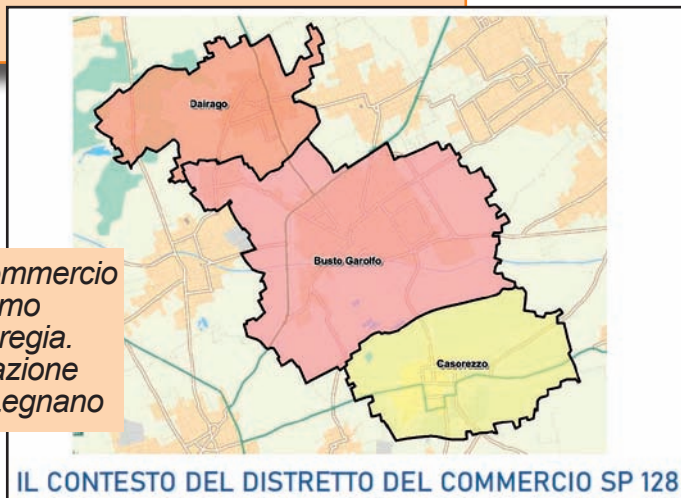 Dairago
Busto Garolfo
Casorezzo
ommercio
mo
regia.
azione
Legnano
IL CONTESTO DEL DISTRETTO DEL COMMERCIO SP 128